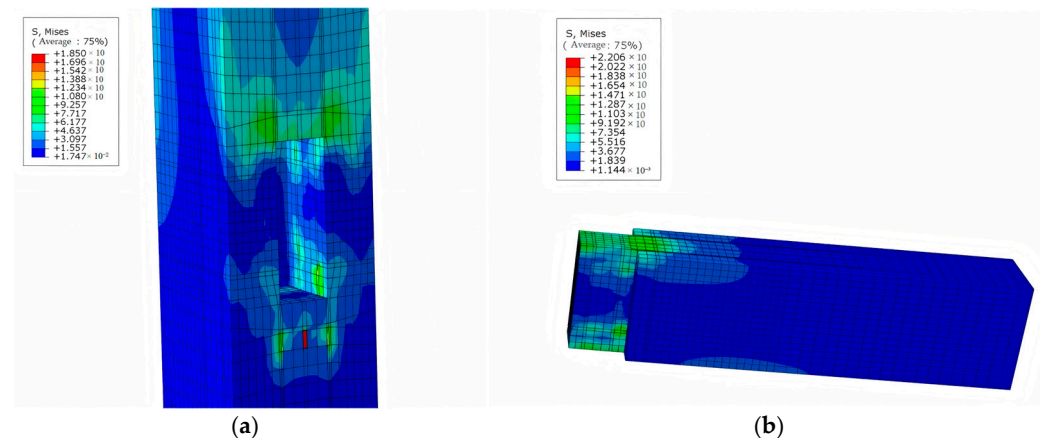 S, Mises
(Average : 75%)
+1.850 × 10
+1.696 × 10
+1.542 × 10
+1.388 × 10
+1.234 × 10
+1.080 × 10
+9.257
+7.717
+6.177
+4.637
+3.097
+1.557
+1.747 × 10⁻²
S, Mises
(Average : 75%)
+2.206 × 10
+2.022 × 10
+1.838 × 10
+1.654 × 10
+1.471 × 10
+1.287 × 10
+1.103 × 10
+9.192 × 10
+7.354
+5.516
+3.677
+1.839
+1.144 × 10⁻³
(a)
(b)